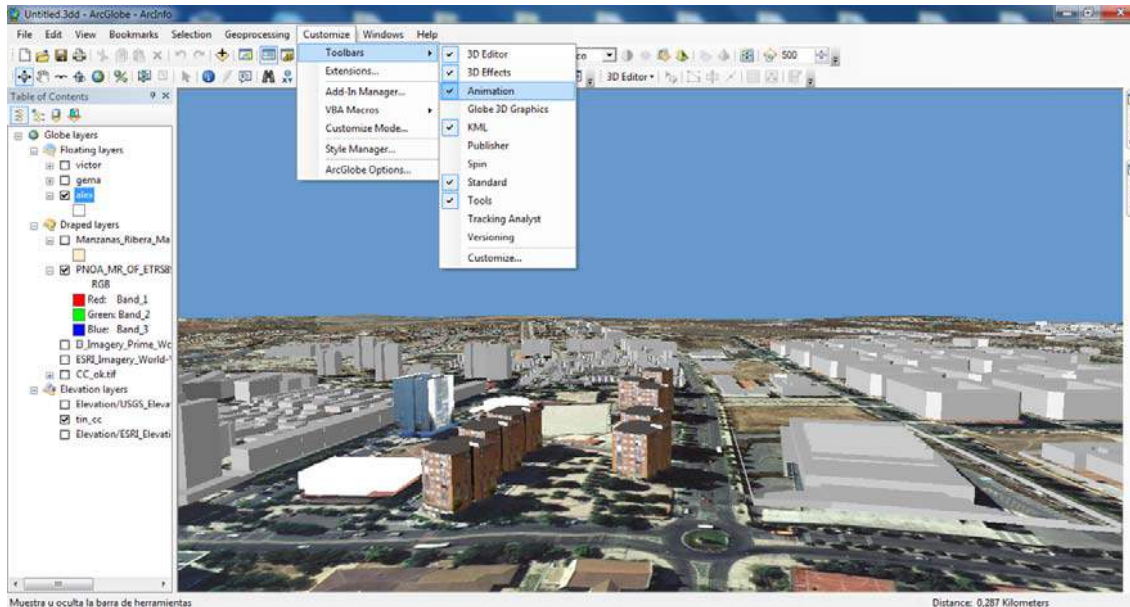 Untitled.3dd - ArcGlobe - ArcInfo
File Edit View Bookmarks Selection Geoprocessing Customize Windows Help
500
3D Editor
Toolbars
Extensions...
Add-In Manager...
VBA Macros
Customize Mode...
Style Manager...
ArcGlobe Options...
3D Editor
3D Effects
Animation
Globe 3D Graphics
KML
Publisher
Spin
Standard
Tools
Tracking Analyst
Versioning
Customize...
Table of Contents
Globe layers
Floating layers
victor
gema
alex
Draped layers
Manzanas_Ribera_Ma
PNOA_MR_OF_ETRS8
RGB
Red: Band_1
Green: Band_2
Blue: Band_3
Imagery_Prime_Wc
ESRI_Imagery_World-
CC_ok.tif
Elevation layers
Elevation/USGS_Eleva
tin_cc
Elevation/ESRI_Elevati
Muestra u oculta la barra de herramientas
Distance: 0,287 Kilometers